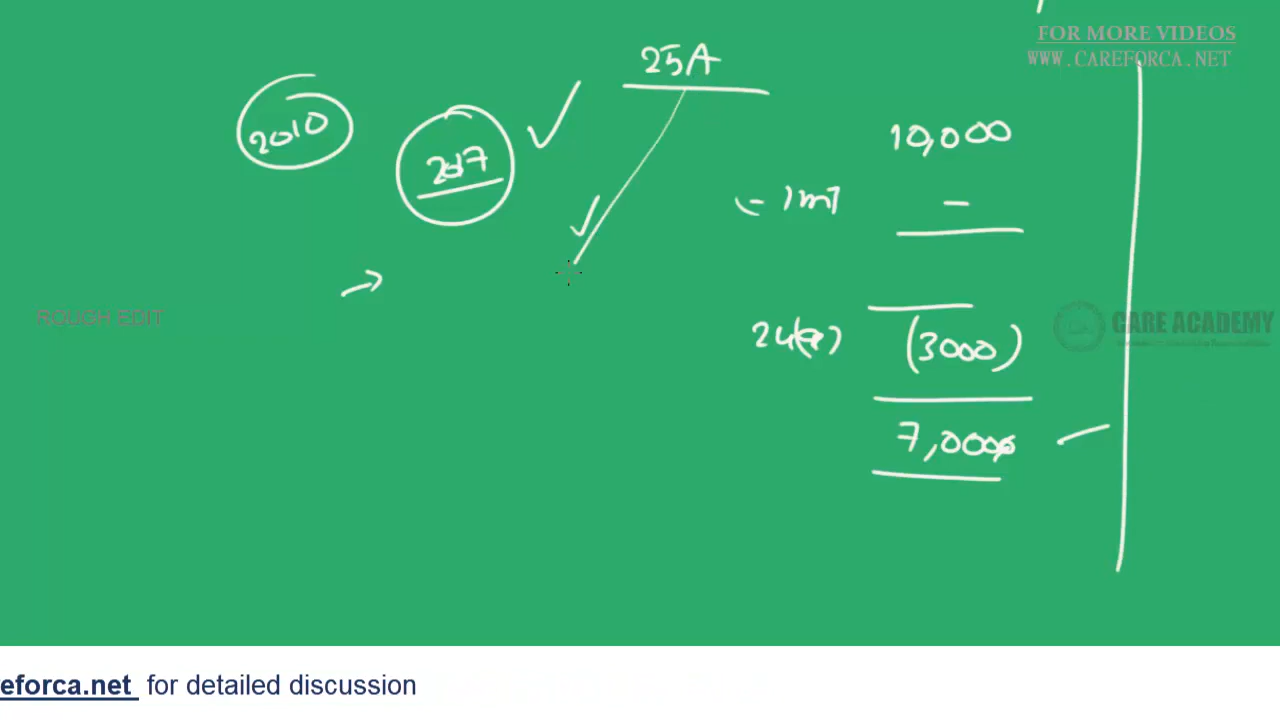 FOR MORE VIDEOS
WWW.CAREFORCA.NET
25A
2010
2017
10,000
-
24(a)
(3000)
7,000
ROUGH EDIT
CARE ACADEMY
eforca.net for detailed discussion